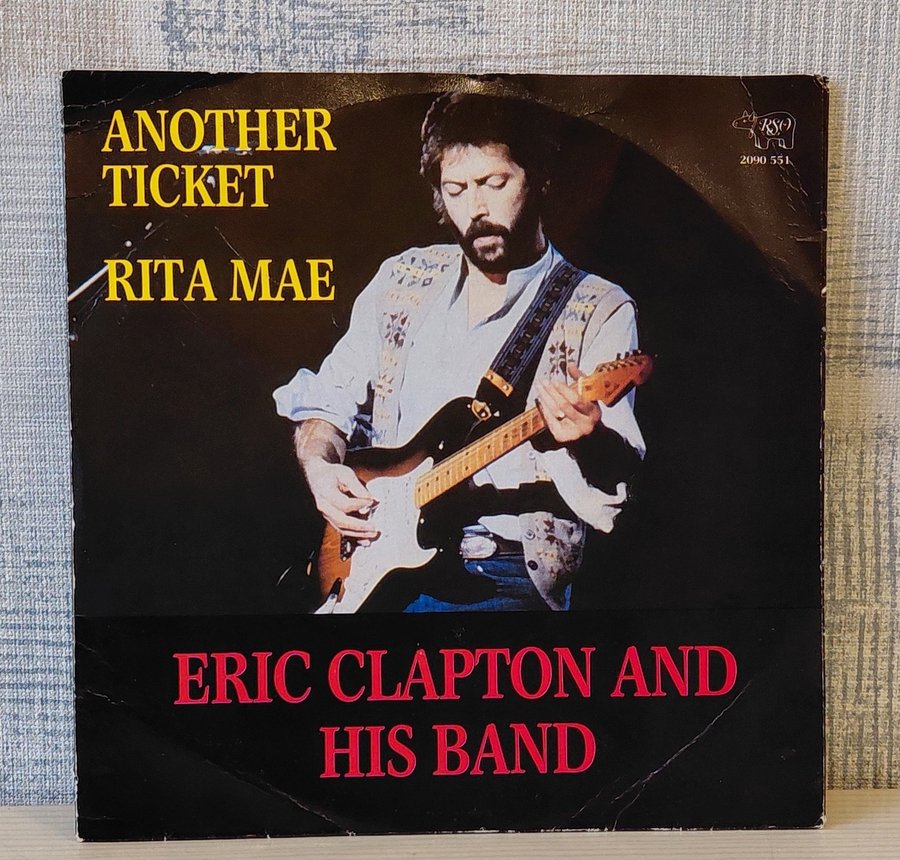 ANOTHER
TICKET
RITA MAE
RSO
2090 551
ERIC CLAPTON AND
HIS BAND